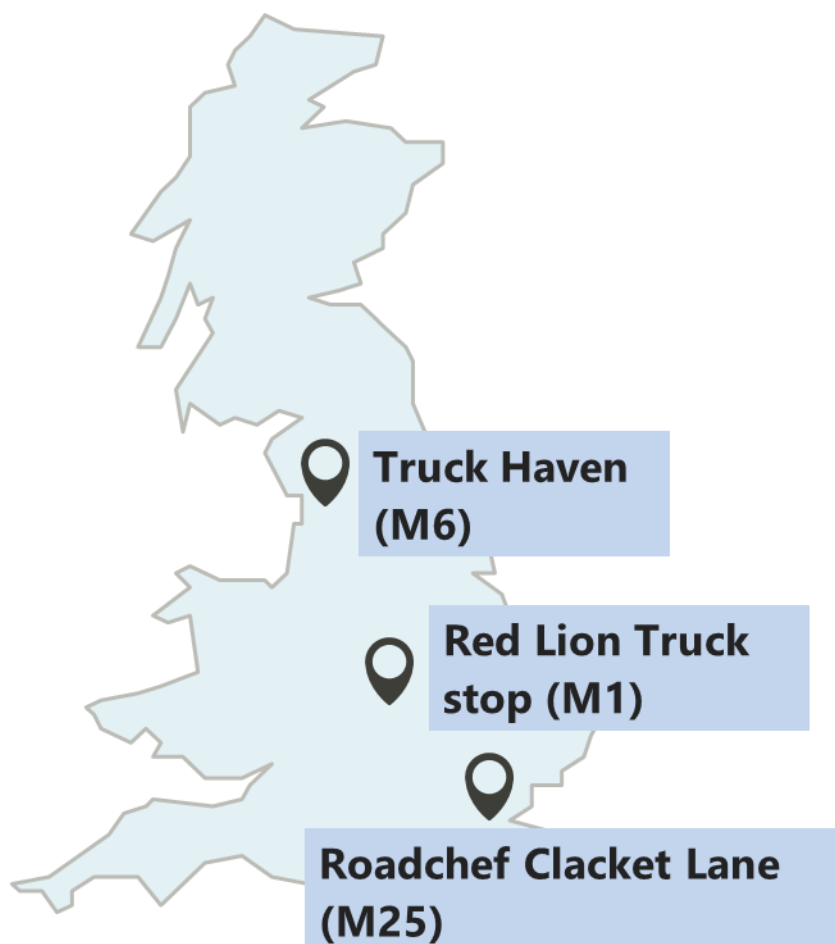 Truck Haven
(M6)
Red Lion Truck
stop (M1)
Roadchef Clacket Lane
(M25)